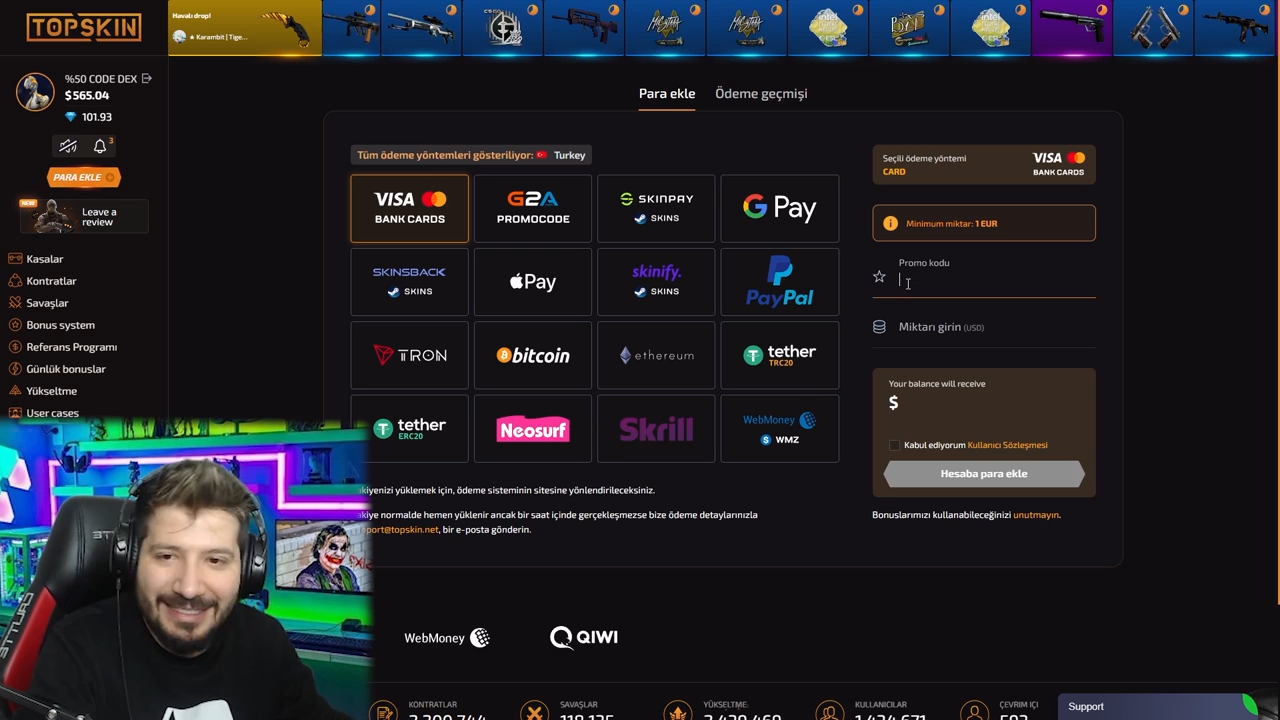 TOPSKIN
Havalı drop!
★ Karambit | Tige...
%50 CODE DEX
$565.04
101.93
3
PARA EKLE
NEW
Leave a
review
Kasalar
Kontratlar
Savaşlar
Bonus system
Referans Programı
Günlük bonuslar
Yükseltme
User cases
Para ekle
Ödeme geçmişi
Tüm ödeme yöntemleri gösteriliyor: Turkey
VISA
BANK CARDS
G2A
PROMOCODE
SKINPAY
SKINS
G Pay
SKINSBACK
SKINS
Pay
skinify.
SKINS
PayPal
TRON
bitcoin
ethereum
tether
TRC20
tether
ERC20
Neosurf
Skrill
WebMoney
WMZ
kiyenizi yüklemek için, ödeme sisteminin sitesine yönlendirileceksiniz.
kiye normalde hemen yüklenir ancak bir saat içinde gerçekleşmezse bize ödeme detaylarınızla
pport@topskin.net, bir e-posta gönderin.
Seçili ödeme yöntemi
CARD
VISA
BANK CARDS
Minimum miktar: 1 EUR
Promo kodu
Miktarı girin (USD)
Your balance will receive
$
Kabul ediyorum Kullanıcı Sözleşmesi
Hesaba para ekle
Bonuslarımızı kullanabileceğinizi unutmayın.
WebMoney
QIWI
KONTRATLAR
SAVAŞLAR
YÜKSELTME
KULLANICILAR
ÇEVRIM IÇI
Support